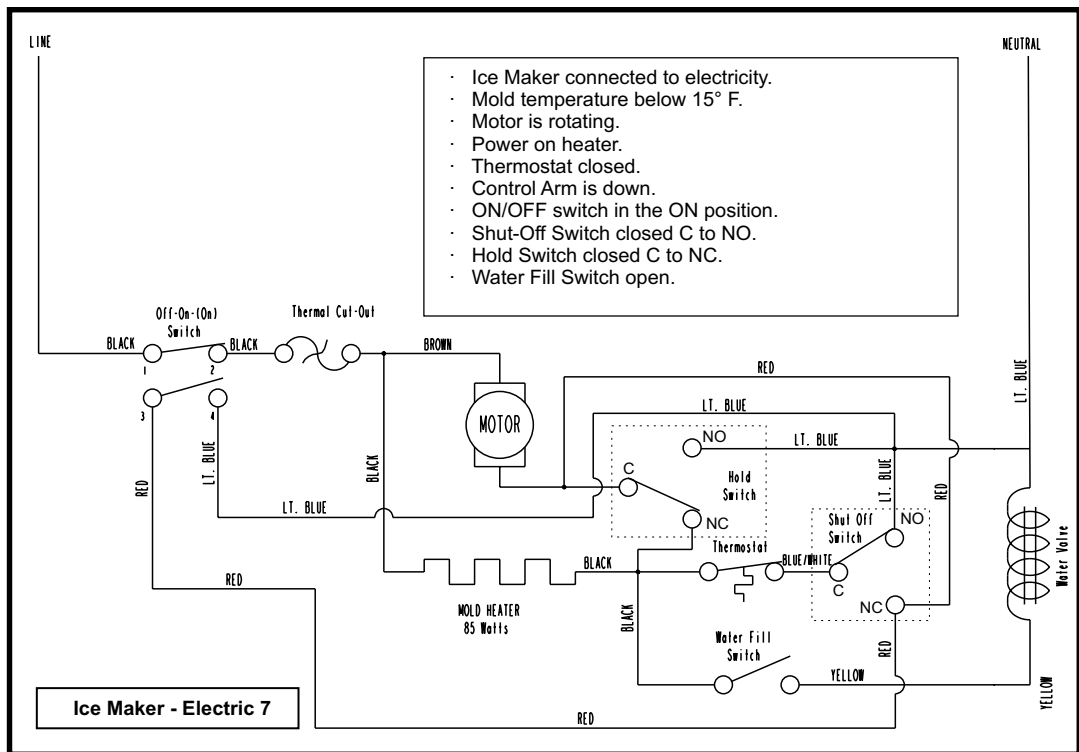 LINE
NEUTRAL
· Ice Maker connected to electricity.
· Mold temperature below 15° F.
· Motor is rotating.
· Power on heater.
· Thermostat closed.
· Control Arm is down.
· ON/OFF switch in the ON position.
· Shut-Off Switch closed C to NO.
· Hold Switch closed C to NC.
· Water Fill Switch open.
Off-On-(On)
Switch
Thermal Cut-Out
BLACK
BLACK
BROWN
1
2
3
4
RED
LT. BLUE
LT. BLUE
MOTOR
NO
LT. BLUE
C
Hold
Switch
NC
RED
LT. BLUE
BLACK
LT. BLUE
LT. BLUE
RED
Shut Off
Switch
NO
Thermostat
BLUE/WHITE
C
NC
Water Valve
BLACK
RED
MOLD HEATER
85 Watts
BLACK
Water Fill
Switch
RED
YELLOW
YELLOW
RED
Ice Maker - Electric 7